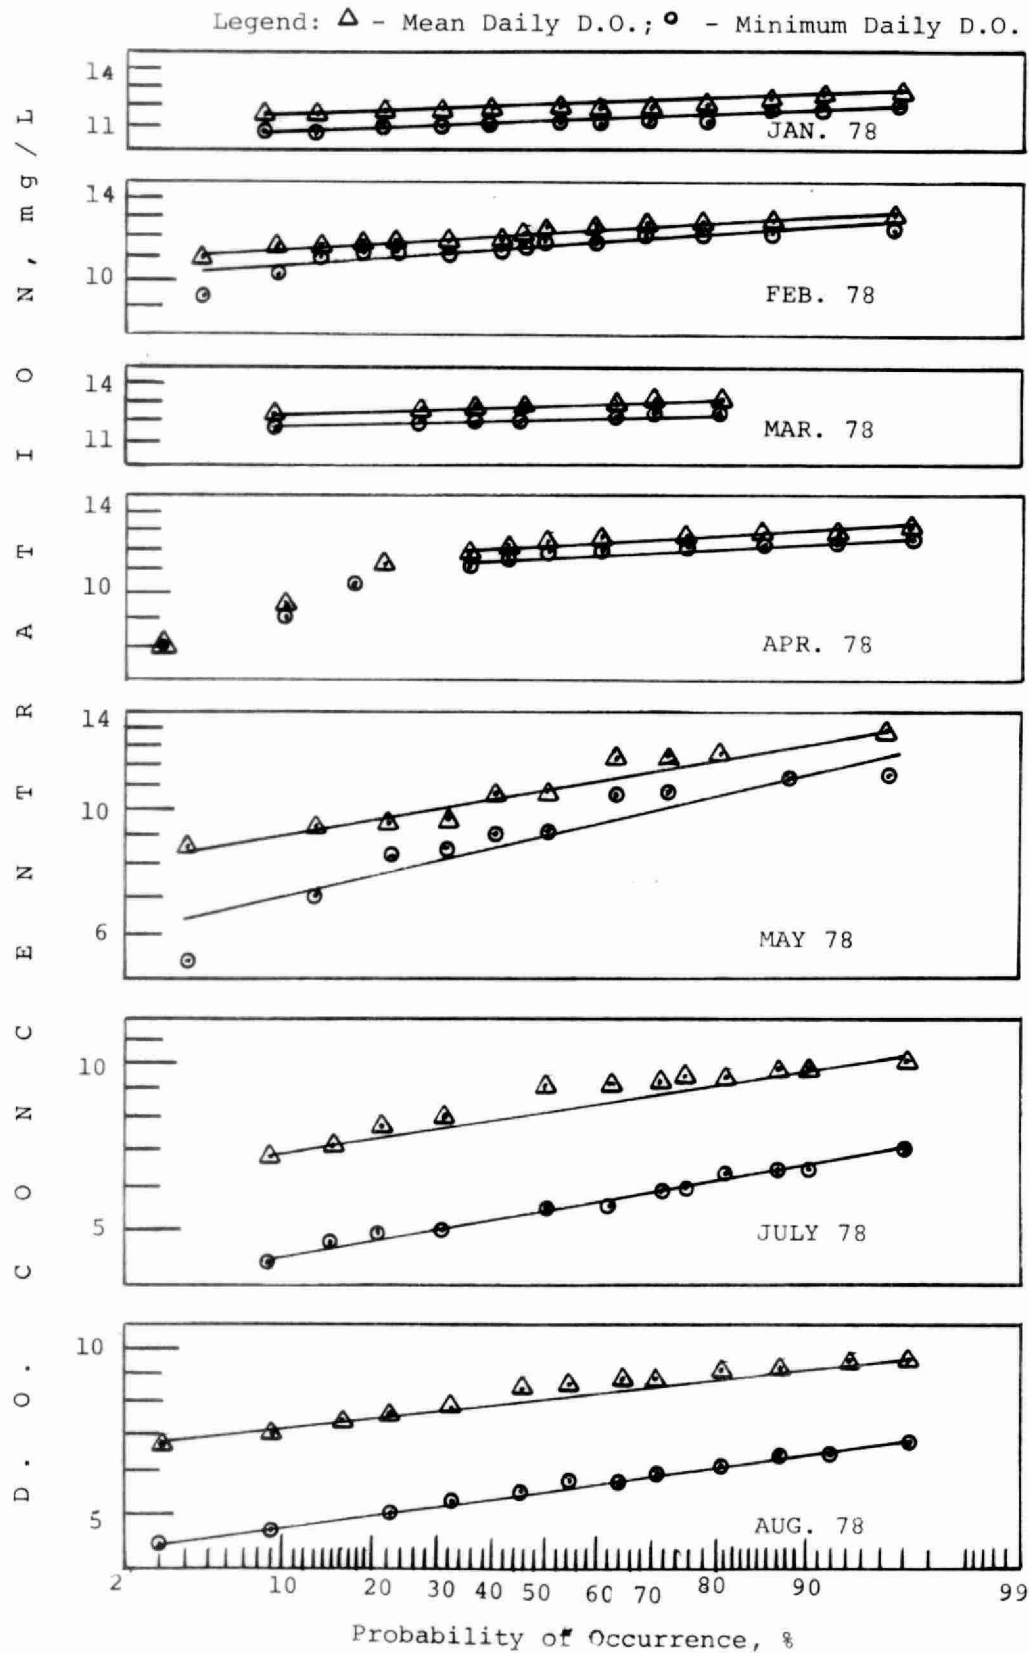 Legend: △ - Mean Daily D.O.; ⊙ - Minimum Daily D.O.
D. O. CONCENTRATION, mg/L
14
11
JAN. 78
14
10
FEB. 78
14
11
MAR. 78
14
10
APR. 78
14
10
6
MAY 78
10
5
JULY 78
10
5
AUG. 78
2 10 20 30 40 50 60 70 80 90 99
Probability of Occurrence, %